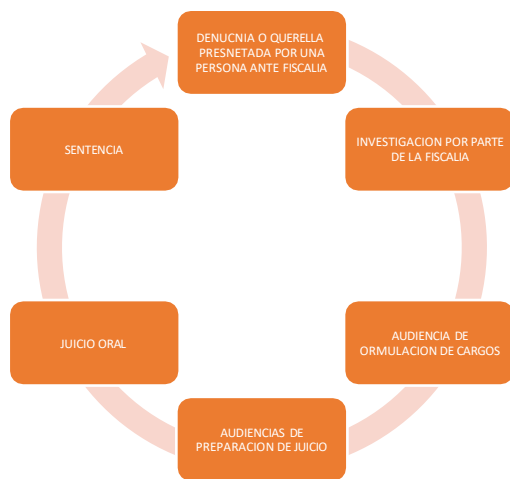 DENUCNIA O QUERELLA
PRESNETADA POR UNA
PERSONA ANTE FISCALIA
INVESTIGACION POR PARTE
DE LA FISCALIA
AUDIENCIA DE
ORMULACION DE CARGOS
AUDIENCIAS DE
PREPARACION DE JUICIO
JUICIO ORAL
SENTENCIA